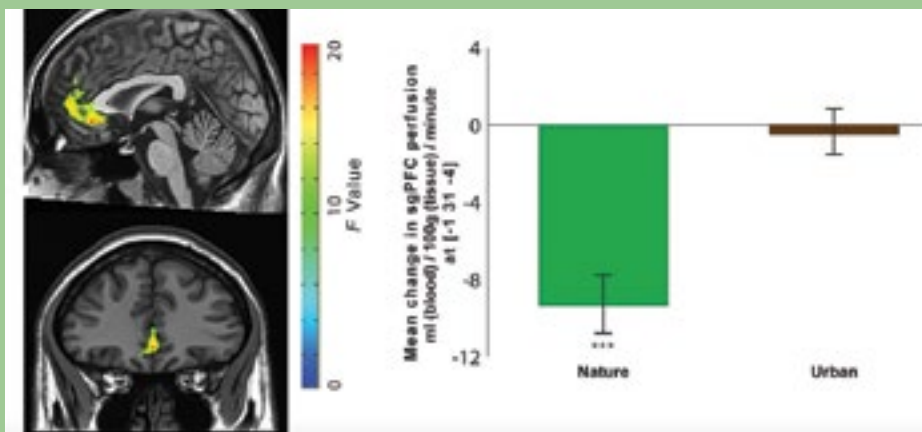 20
10
0
F Value
Mean change in sgPFC perfusion
ml (blood) / 100g (tissue) / minute
at [-1 31 -4]
4
0
-4
-8
-12
***
Nature
Urban